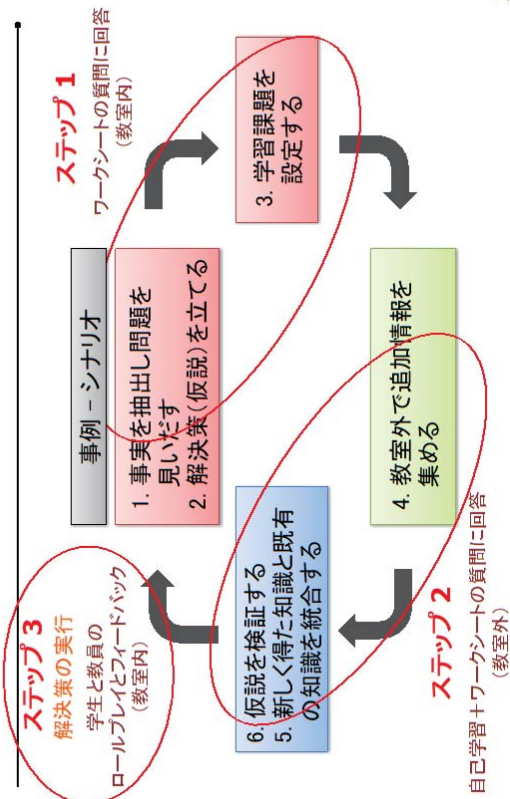 ステップ 1
ワークシートの質問に回答
(教室内)
事例 – シナリオ
1. 事実を抽出し問題を
見いだす
2. 解決策(仮説)を立てる
3. 学習課題を
設定する
4. 教室外で追加情報を
集める
ステップ 2
自己学習+ワークシートの質問に回答
(教室外)
6. 仮説を検証する
5. 新しく得た知識と既有
の知識を統合する
ステップ 3
解決策の実行
学生と教員の
ロールプレイとフィードバック
(教室内)